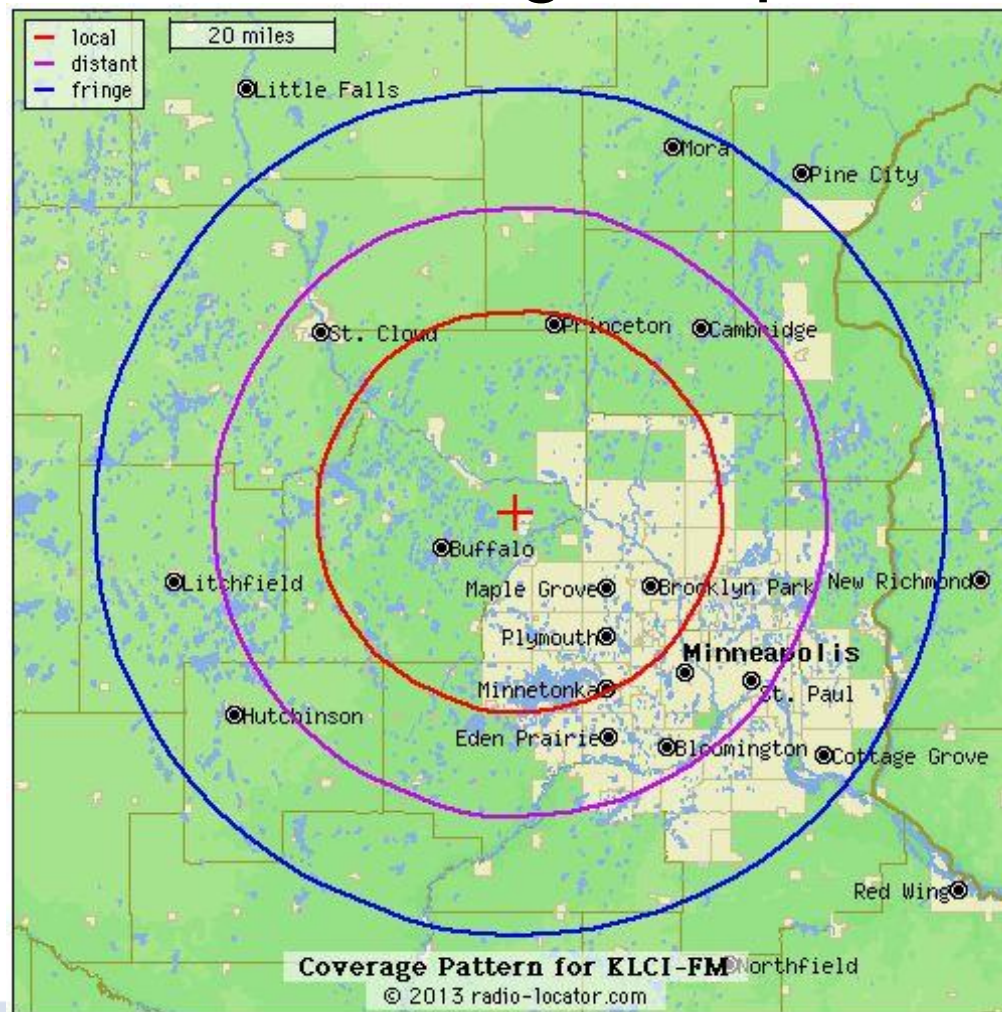 local
20 miles
distant
fringe
Little Falls
Mora
Pine City
St. Cloud
Princeton
Cambridge
Buffalo
Litchfield
Maple Grove
Brooklyn Park
New Richmond
Plymouth
Minneapolis
Minnetonka
St. Paul
Hutchinson
Eden Prairie
Bloomington
Cottage Grove
Red Wing
Coverage Pattern for KLCI-FM
Northfield
© 2013 radio-locator.com